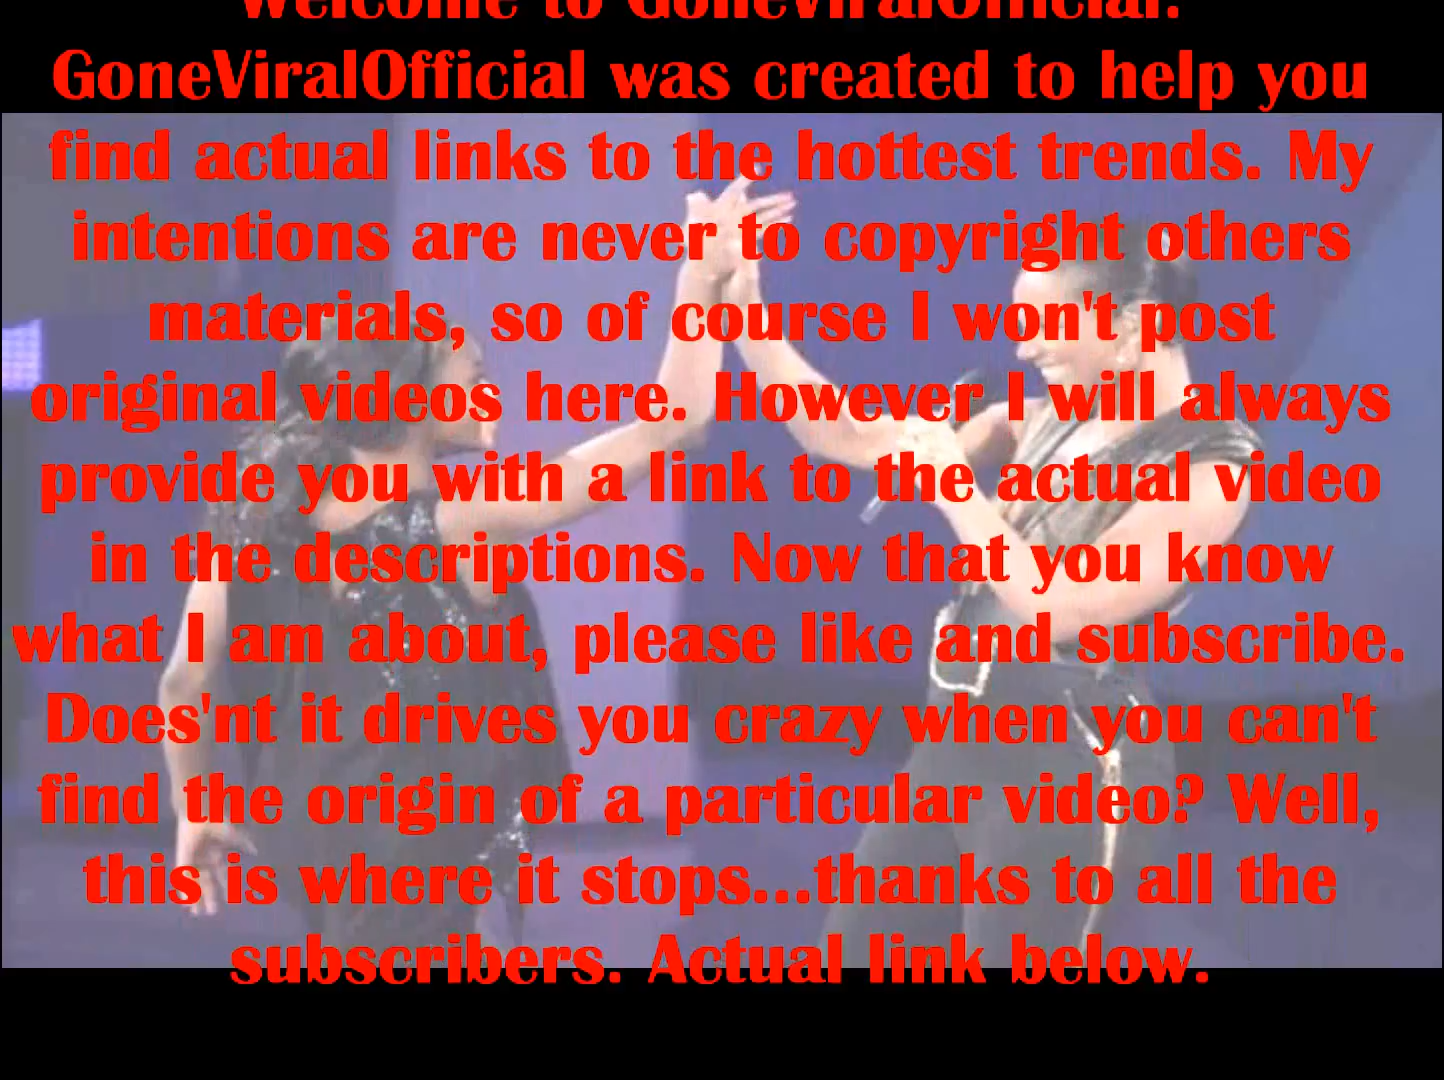 Welcome to GoneViralOfficial.
GoneViralOfficial was created to help you
find actual links to the hottest trends. My
intentions are never to copyright others
materials, so of course I won't post
original videos here. However I will always
provide you with a link to the actual video
in the descriptions. Now that you know
what I am about, please like and subscribe.
Does'nt it drives you crazy when you can't
find the origin of a particular video? Well,
this is where it stops...thanks to all the
subscribers. Actual link below.